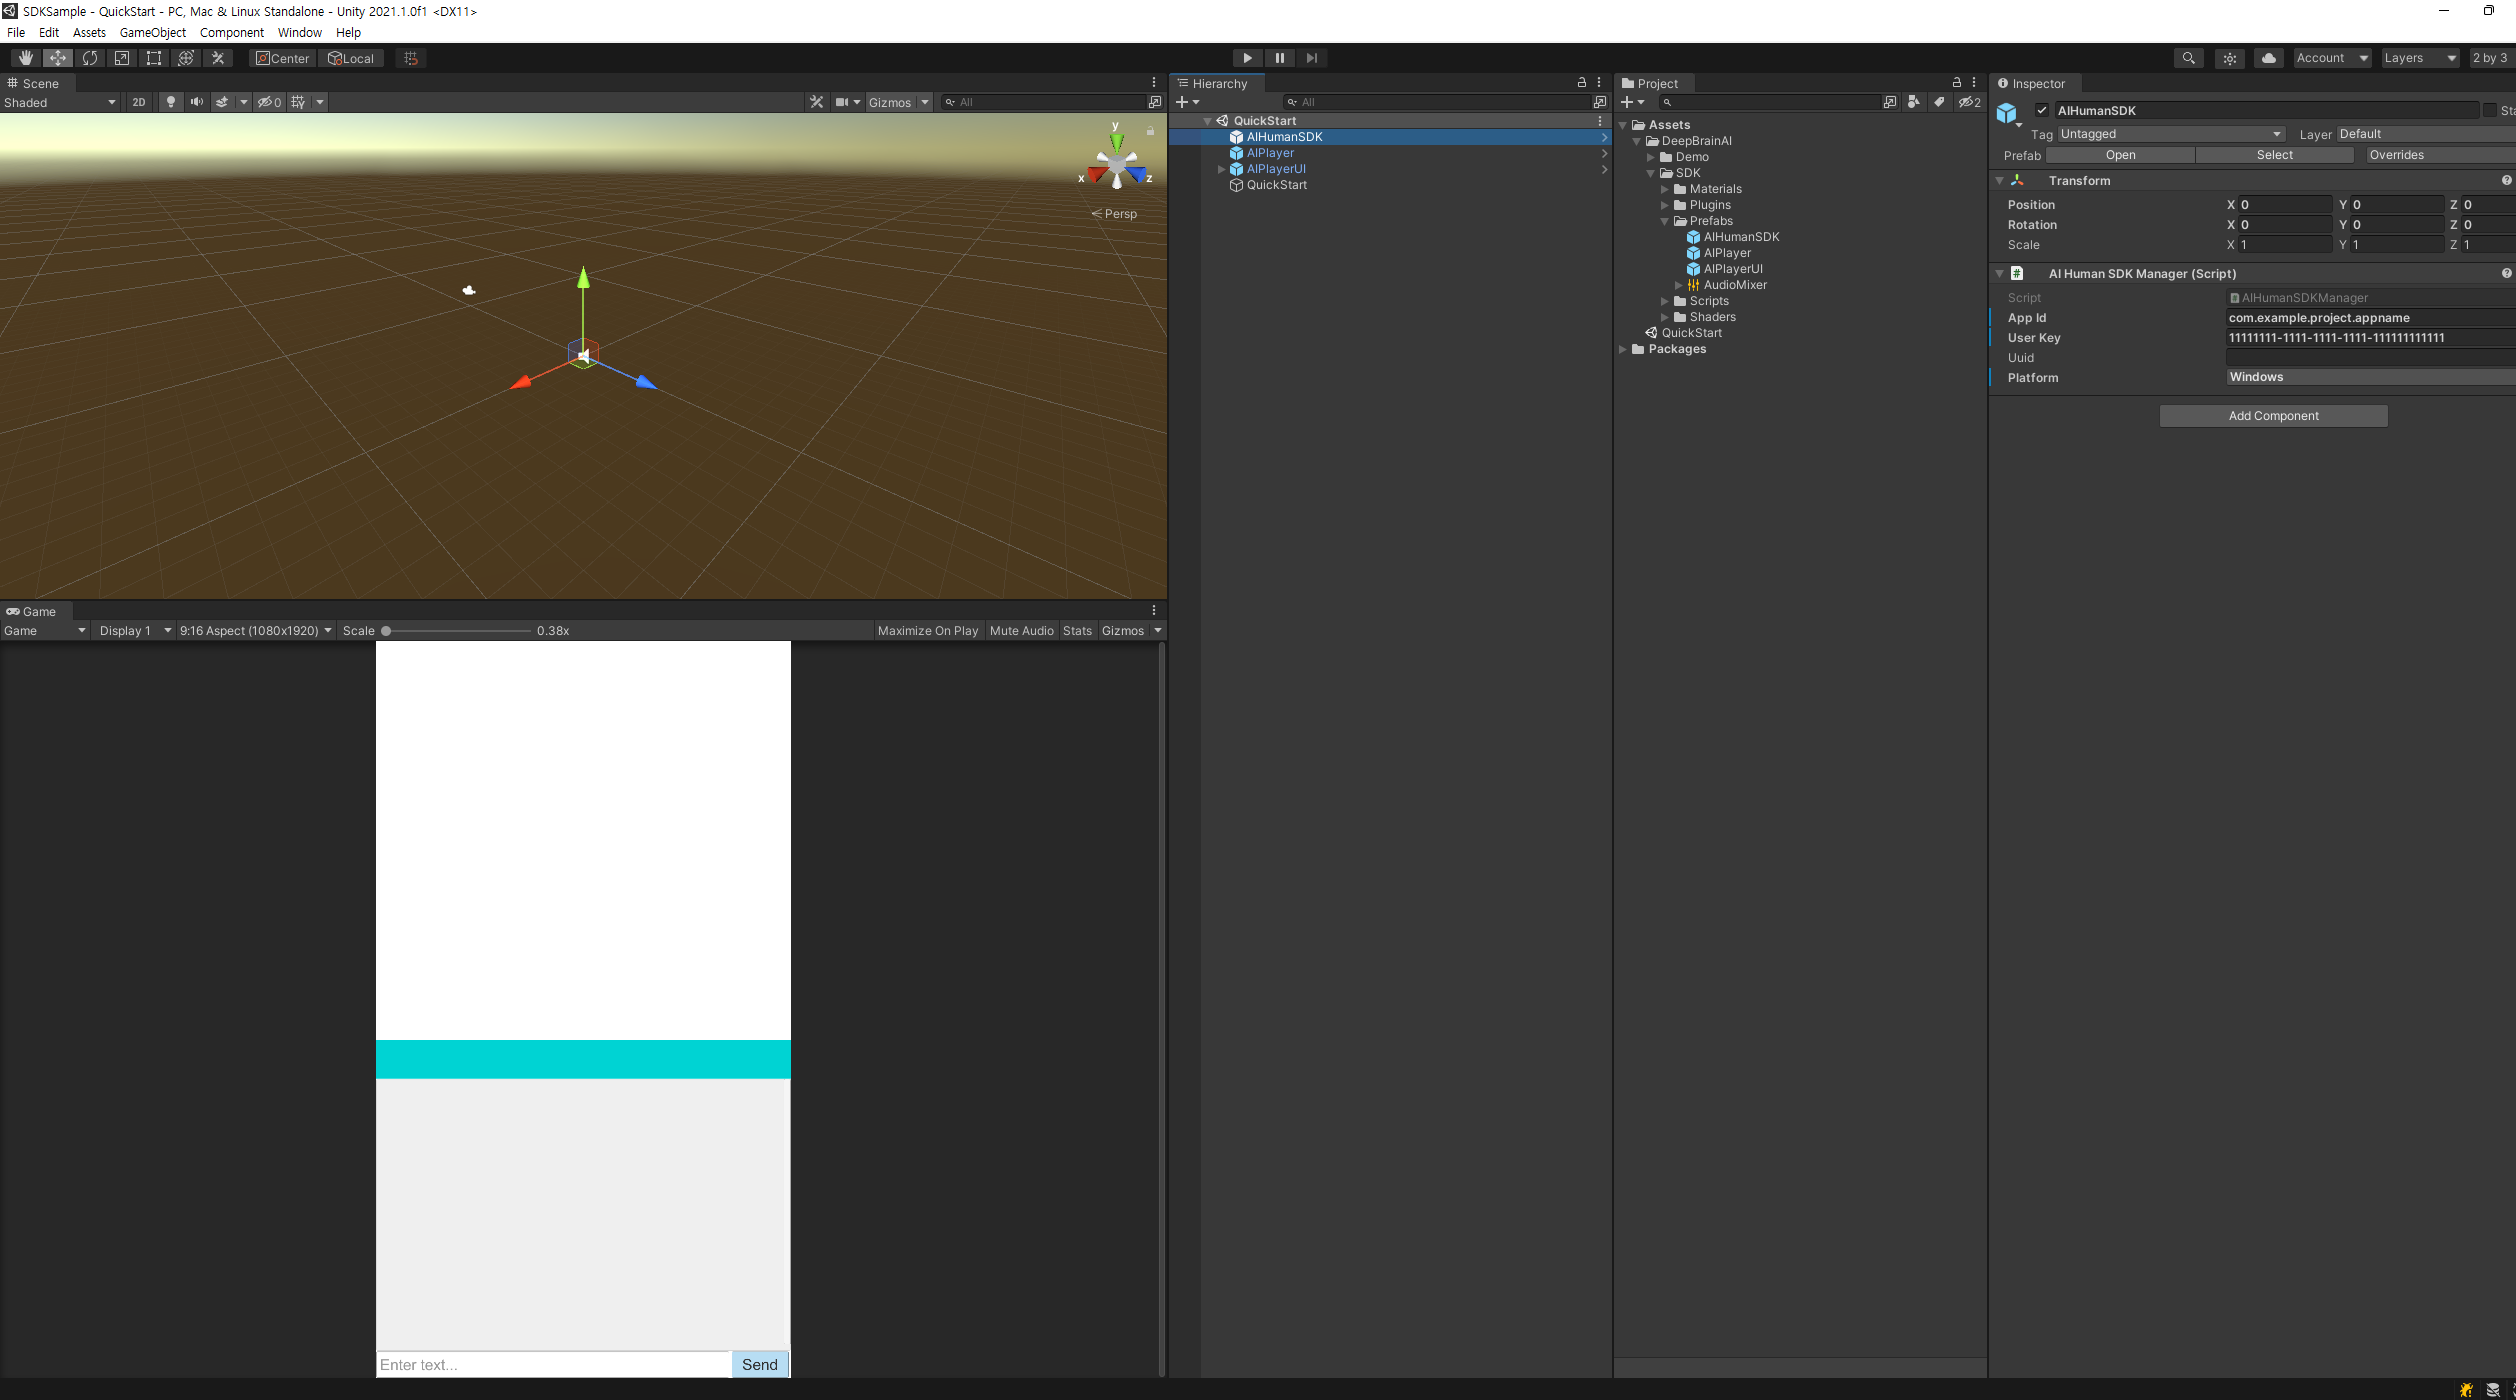 SDKSample - QuickStart - PC, Mac & Linux Standalone - Unity 2021.1.0f1 <DX11>
File Edit Assets GameObject Component Window Help
Center Local
Account Layers 2 by 3
Scene
Shaded 2D 0 Gizmos All
y
x z
Persp
Game
Game Display 1 9:16 Aspect (1080x1920) Scale 0.38x Maximize On Play Mute Audio Stats Gizmos
Enter text... Send
Hierarchy
All
QuickStart
AIHumanSDK
AIPlayer
AIPlayerUI
QuickStart
Project
2
Assets
DeepBrainAI
Demo
SDK
Materials
Plugins
Prefabs
AIHumanSDK
AIPlayer
AIPlayerUI
AudioMixer
Scripts
Shaders
QuickStart
Packages
Inspector
AIHumanSDK Sta
Tag Untagged Layer Default
Prefab Open Select Overrides
Transform
Position X 0 Y 0 Z 0
Rotation X 0 Y 0 Z 0
Scale X 1 Y 1 Z 1
# AI Human SDK Manager (Script)
Script AIHumanSDKManager
App Id com.example.project.appname
User Key 11111111-1111-1111-1111-111111111111
Uuid
Platform Windows
Add Component